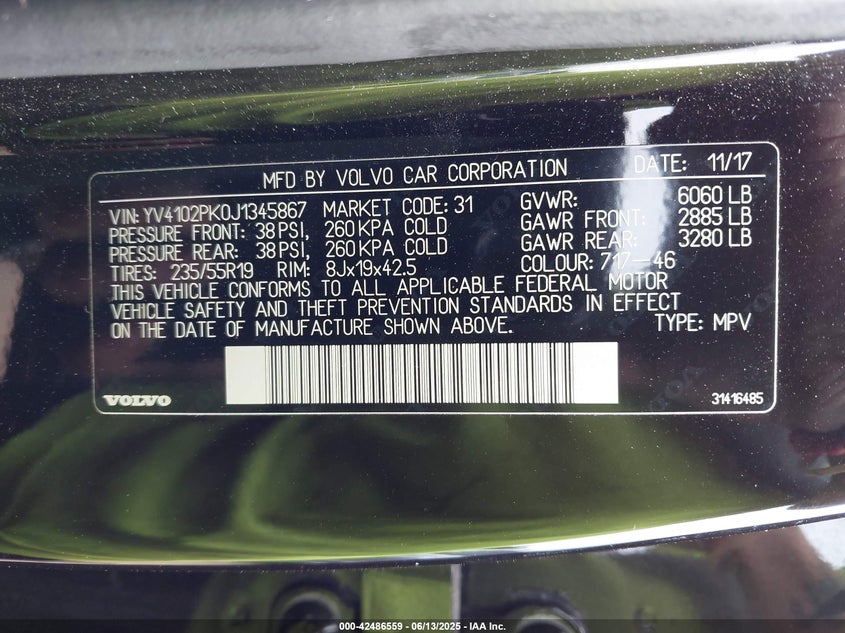 MFD BY VOLVO CAR CORPORATION DATE: 11/17
VIN: YV4102PK0J1345867 MARKET CODE: 31 GVWR: 6060 LB
PRESSURE FRONT: 38 PSI, 260 KPA COLD GAWR FRONT: 2885 LB
PRESSURE REAR: 38 PSI, 260 KPA COLD GAWR REAR: 3280 LB
TIRES: 235/55R19 RIM: 8Jx19x42.5 COLOUR: 717-46
THIS VEHICLE CONFORMS TO ALL APPLICABLE FEDERAL MOTOR
VEHICLE SAFETY AND THEFT PREVENTION STANDARDS IN EFFECT
ON THE DATE OF MANUFACTURE SHOWN ABOVE. TYPE: MPV
VOLVO 31416485
000-42486559 - 06/13/2025 - IAA Inc.